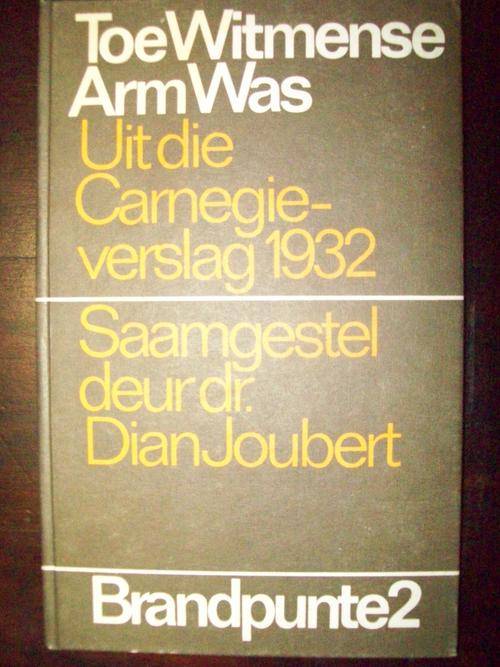 Toe Witmense
Arm Was
Uit die
Carnegie-
verslag 1932
Saamgestel
deur dr.
Dian Joubert
Brandpunte 2